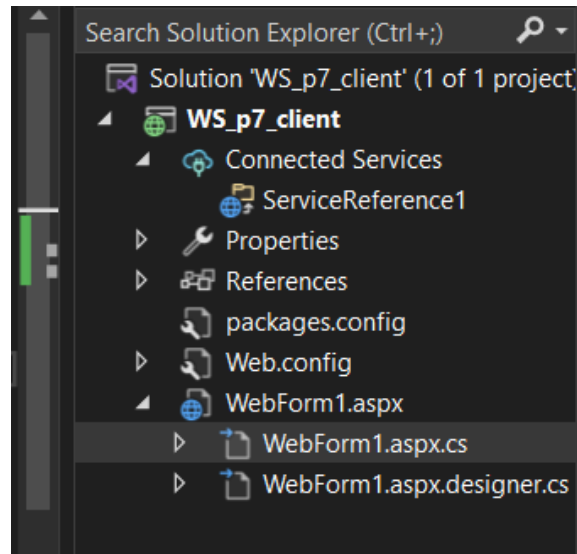 Search Solution Explorer (Ctrl+;)
Solution 'WS_p7_client' (1 of 1 project)
WS_p7_client
Connected Services
ServiceReference1
Properties
References
packages.config
Web.config
WebForm1.aspx
WebForm1.aspx.cs
WebForm1.aspx.designer.cs